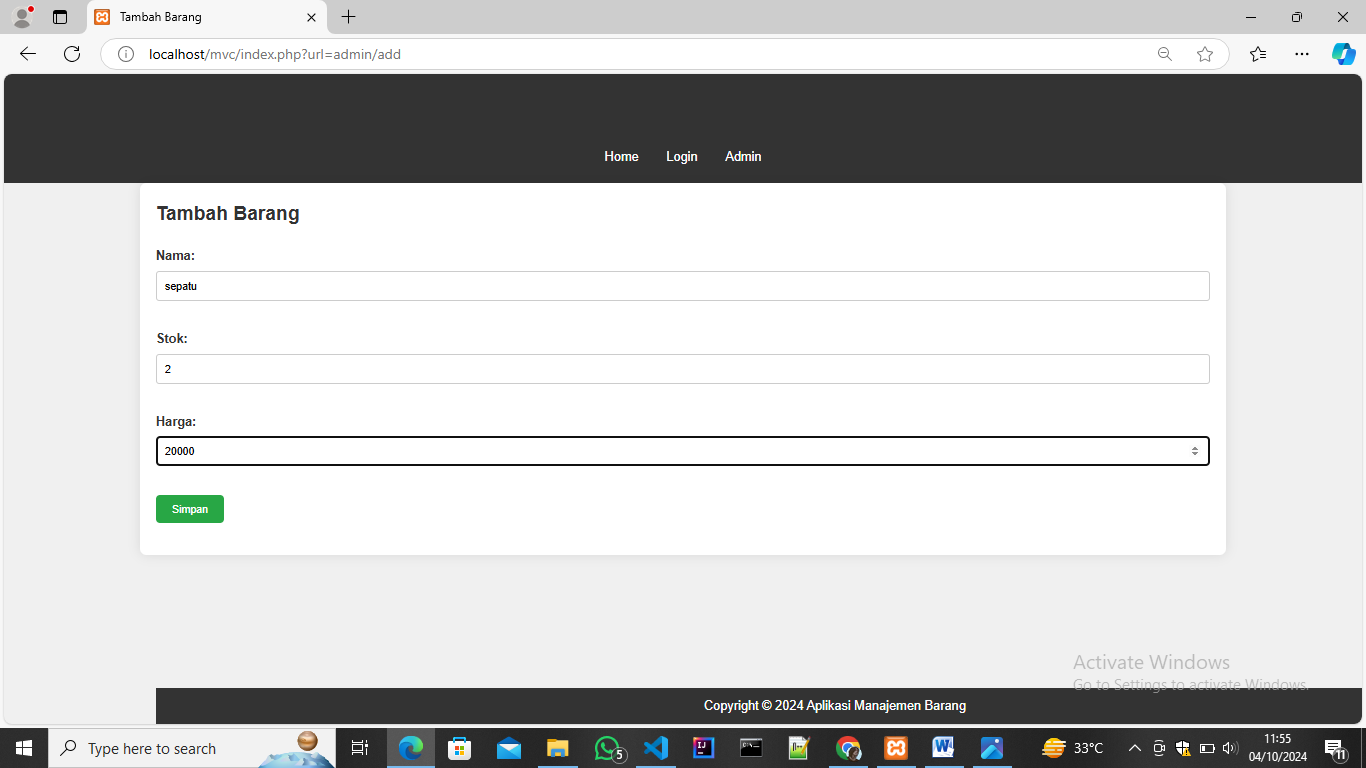 Tambah Barang
localhost/mvc/index.php?url=admin/add
Home Login Admin
Tambah Barang
Nama:
sepatu
Stok:
2
Harga:
20000
Simpan
Activate Windows
Go to Settings to activate Windows.
Copyright © 2024 Aplikasi Manajemen Barang
Type here to search
5
33°C
11:55
04/10/2024
11